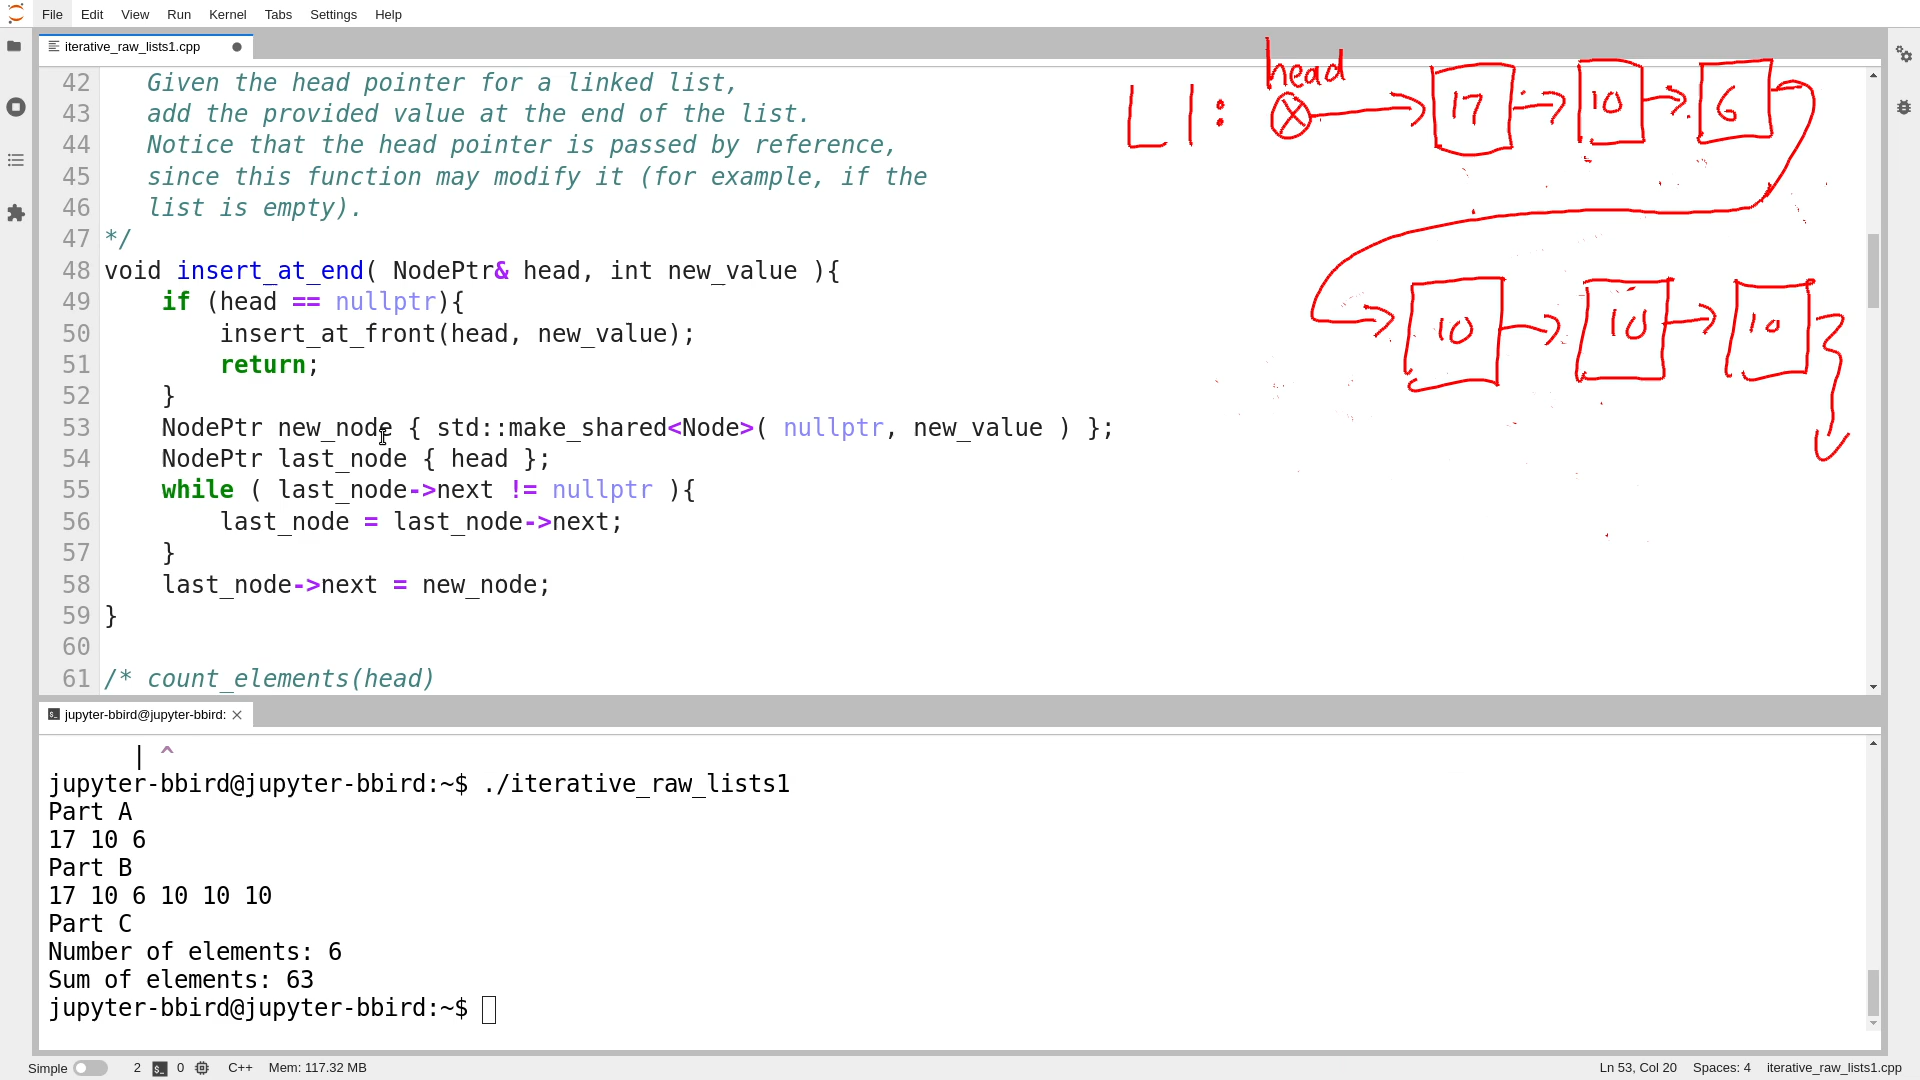 File Edit View Run Kernel Tabs Settings Help
iterative_raw_lists1.cpp
42 Given the head pointer for a linked list,
43 add the provided value at the end of the list.
44 Notice that the head pointer is passed by reference,
45 since this function may modify it (for example, if the
46 list is empty).
47 */
48 void insert_at_end( NodePtr& head, int new_value ){
49 if (head == nullptr){
50 insert_at_front(head, new_value);
51 return;
52 }
53 NodePtr new_node { std::make_shared<Node>( nullptr, new_value ) };
54 NodePtr last_node { head };
55 while ( last_node->next != nullptr ){
56 last_node = last_node->next;
57 }
58 last_node->next = new_node;
59 }
60
61 /* count_elements(head)
head
L1: 17 10 6
10 10 10
jupyter-bbird@jupyter-bbird:
| ^
jupyter-bbird@jupyter-bbird:~$ ./iterative_raw_lists1
Part A
17 10 6
Part B
17 10 6 10 10 10
Part C
Number of elements: 6
Sum of elements: 63
jupyter-bbird@jupyter-bbird:~$
Simple 2 0 C++ Mem: 117.32 MB Ln 53, Col 20 Spaces: 4 iterative_raw_lists1.cpp